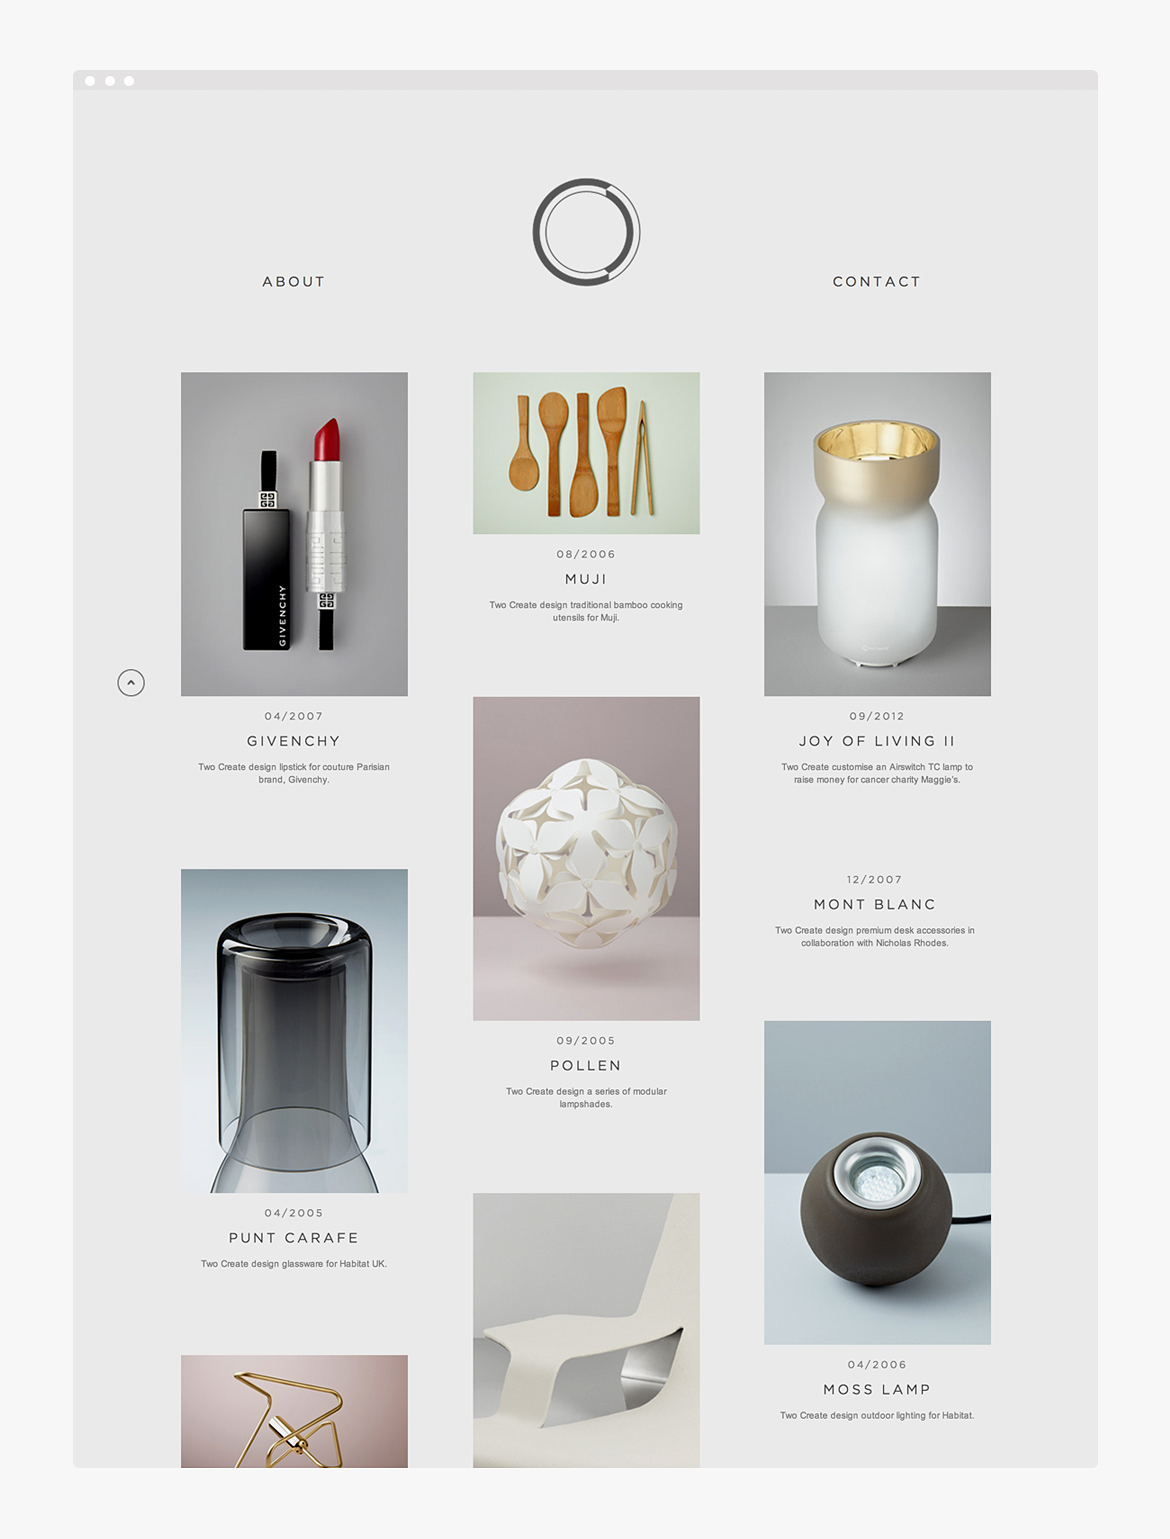 ABOUT
CONTACT
GIVENCHY
04/2007
GIVENCHY
Two Create design lipstick for couture Parisian
brand, Givenchy.
04/2005
PUNT CARAFE
Two Create design glassware for Habitat UK.
08/2006
MUJI
Two Create design traditional bamboo cooking
utensils for Muji.
09/2005
POLLEN
Two Create design a series of modular
lampshades.
09/2012
JOY OF LIVING II
Two Create customise an Airswitch TC lamp to
raise money for cancer charity Maggie's.
12/2007
MONT BLANC
Two Create design premium desk accessories in
collaboration with Nicholas Rhodes.
04/2006
MOSS LAMP
Two Create design outdoor lighting for Habitat.